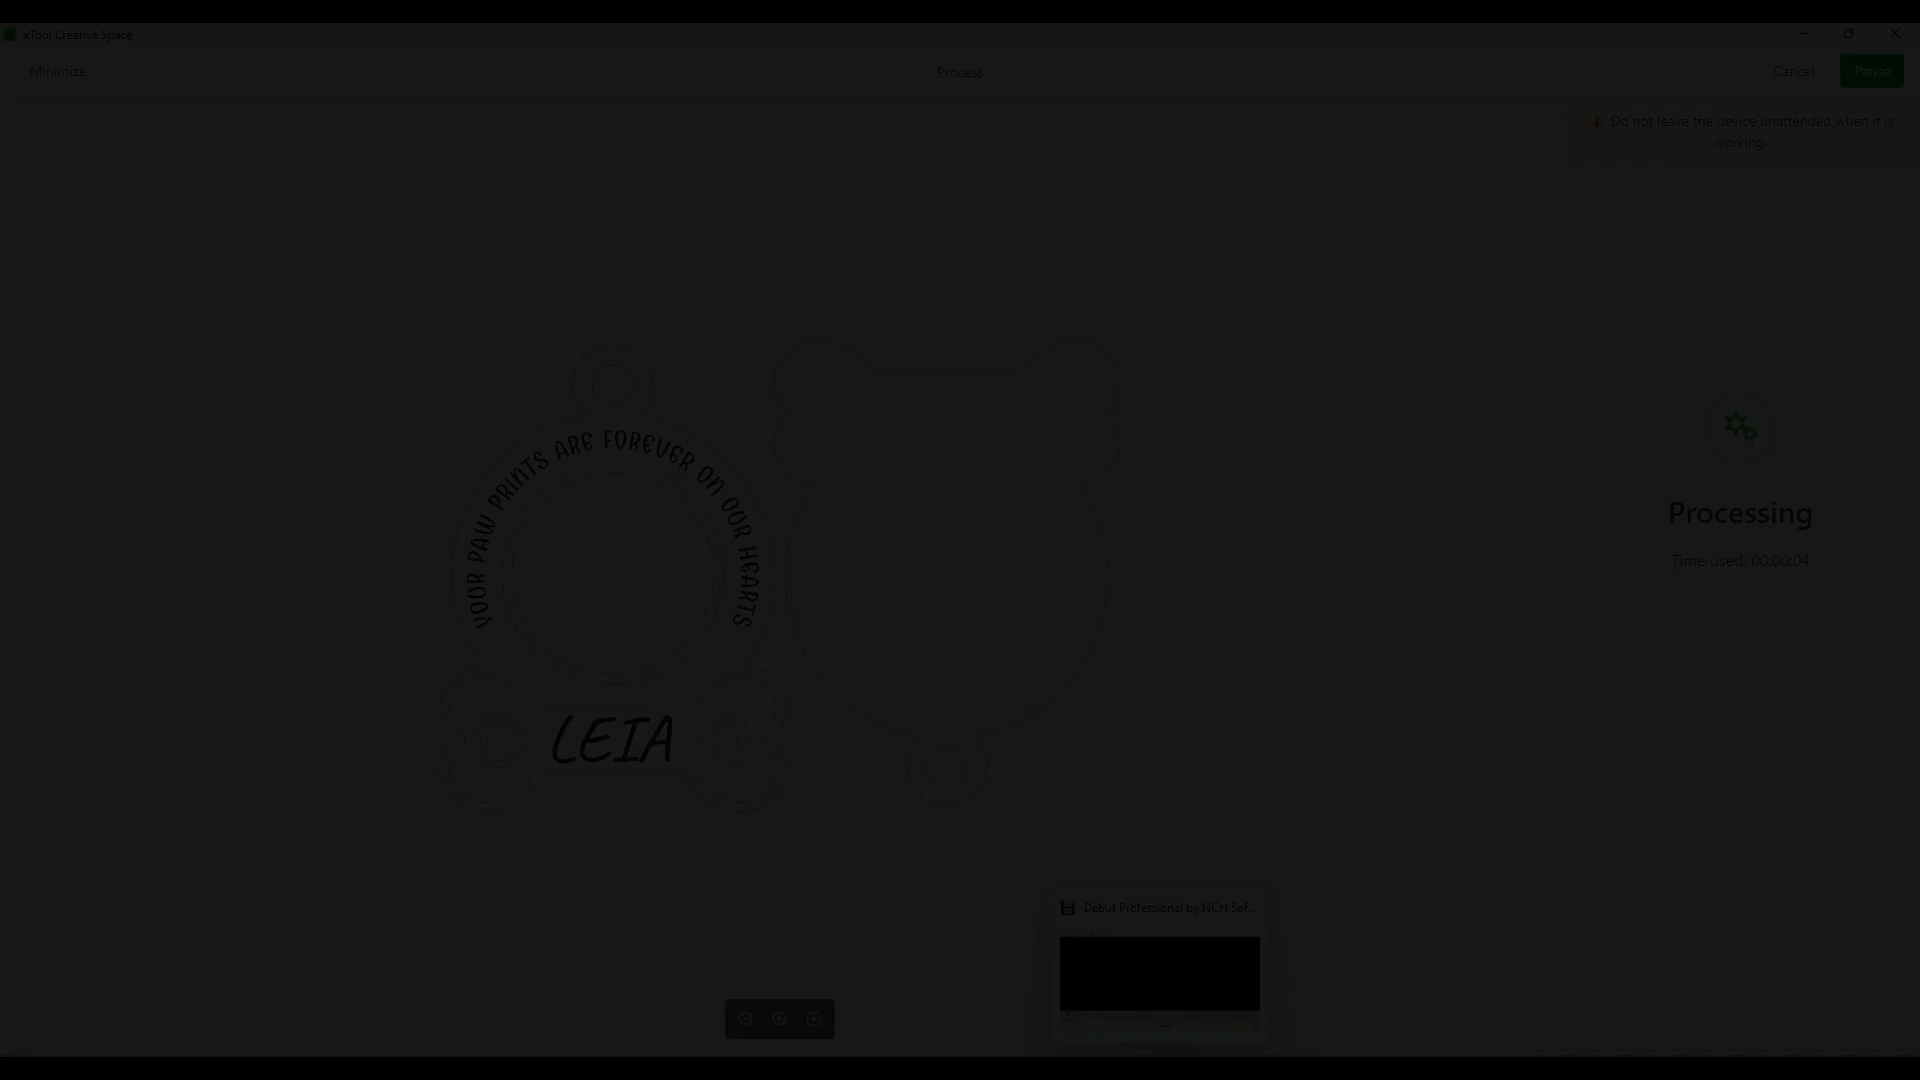 xTool Creative Space
Minimize
Process
Cancel
Pause
Do not leave the device unattended when it is
working.
YOUR PAW PRINTS ARE FOREVER ON OUR HEARTS
LEIA
Processing
Time used: 00:00:04
Debut Professional by NCH Sof...